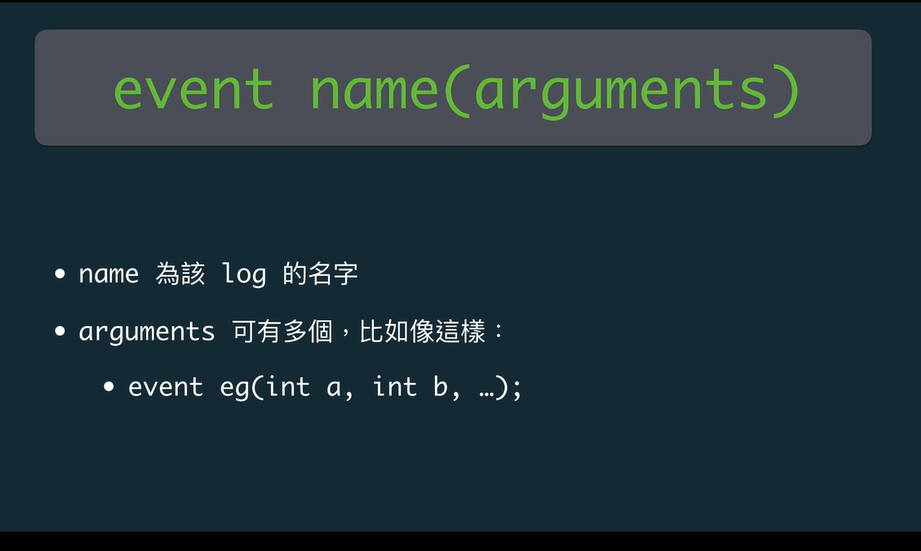 event name(arguments)
• name 為該 log 的名字
• arguments 可有多個，比如像這樣：
• event eg(int a, int b, …);